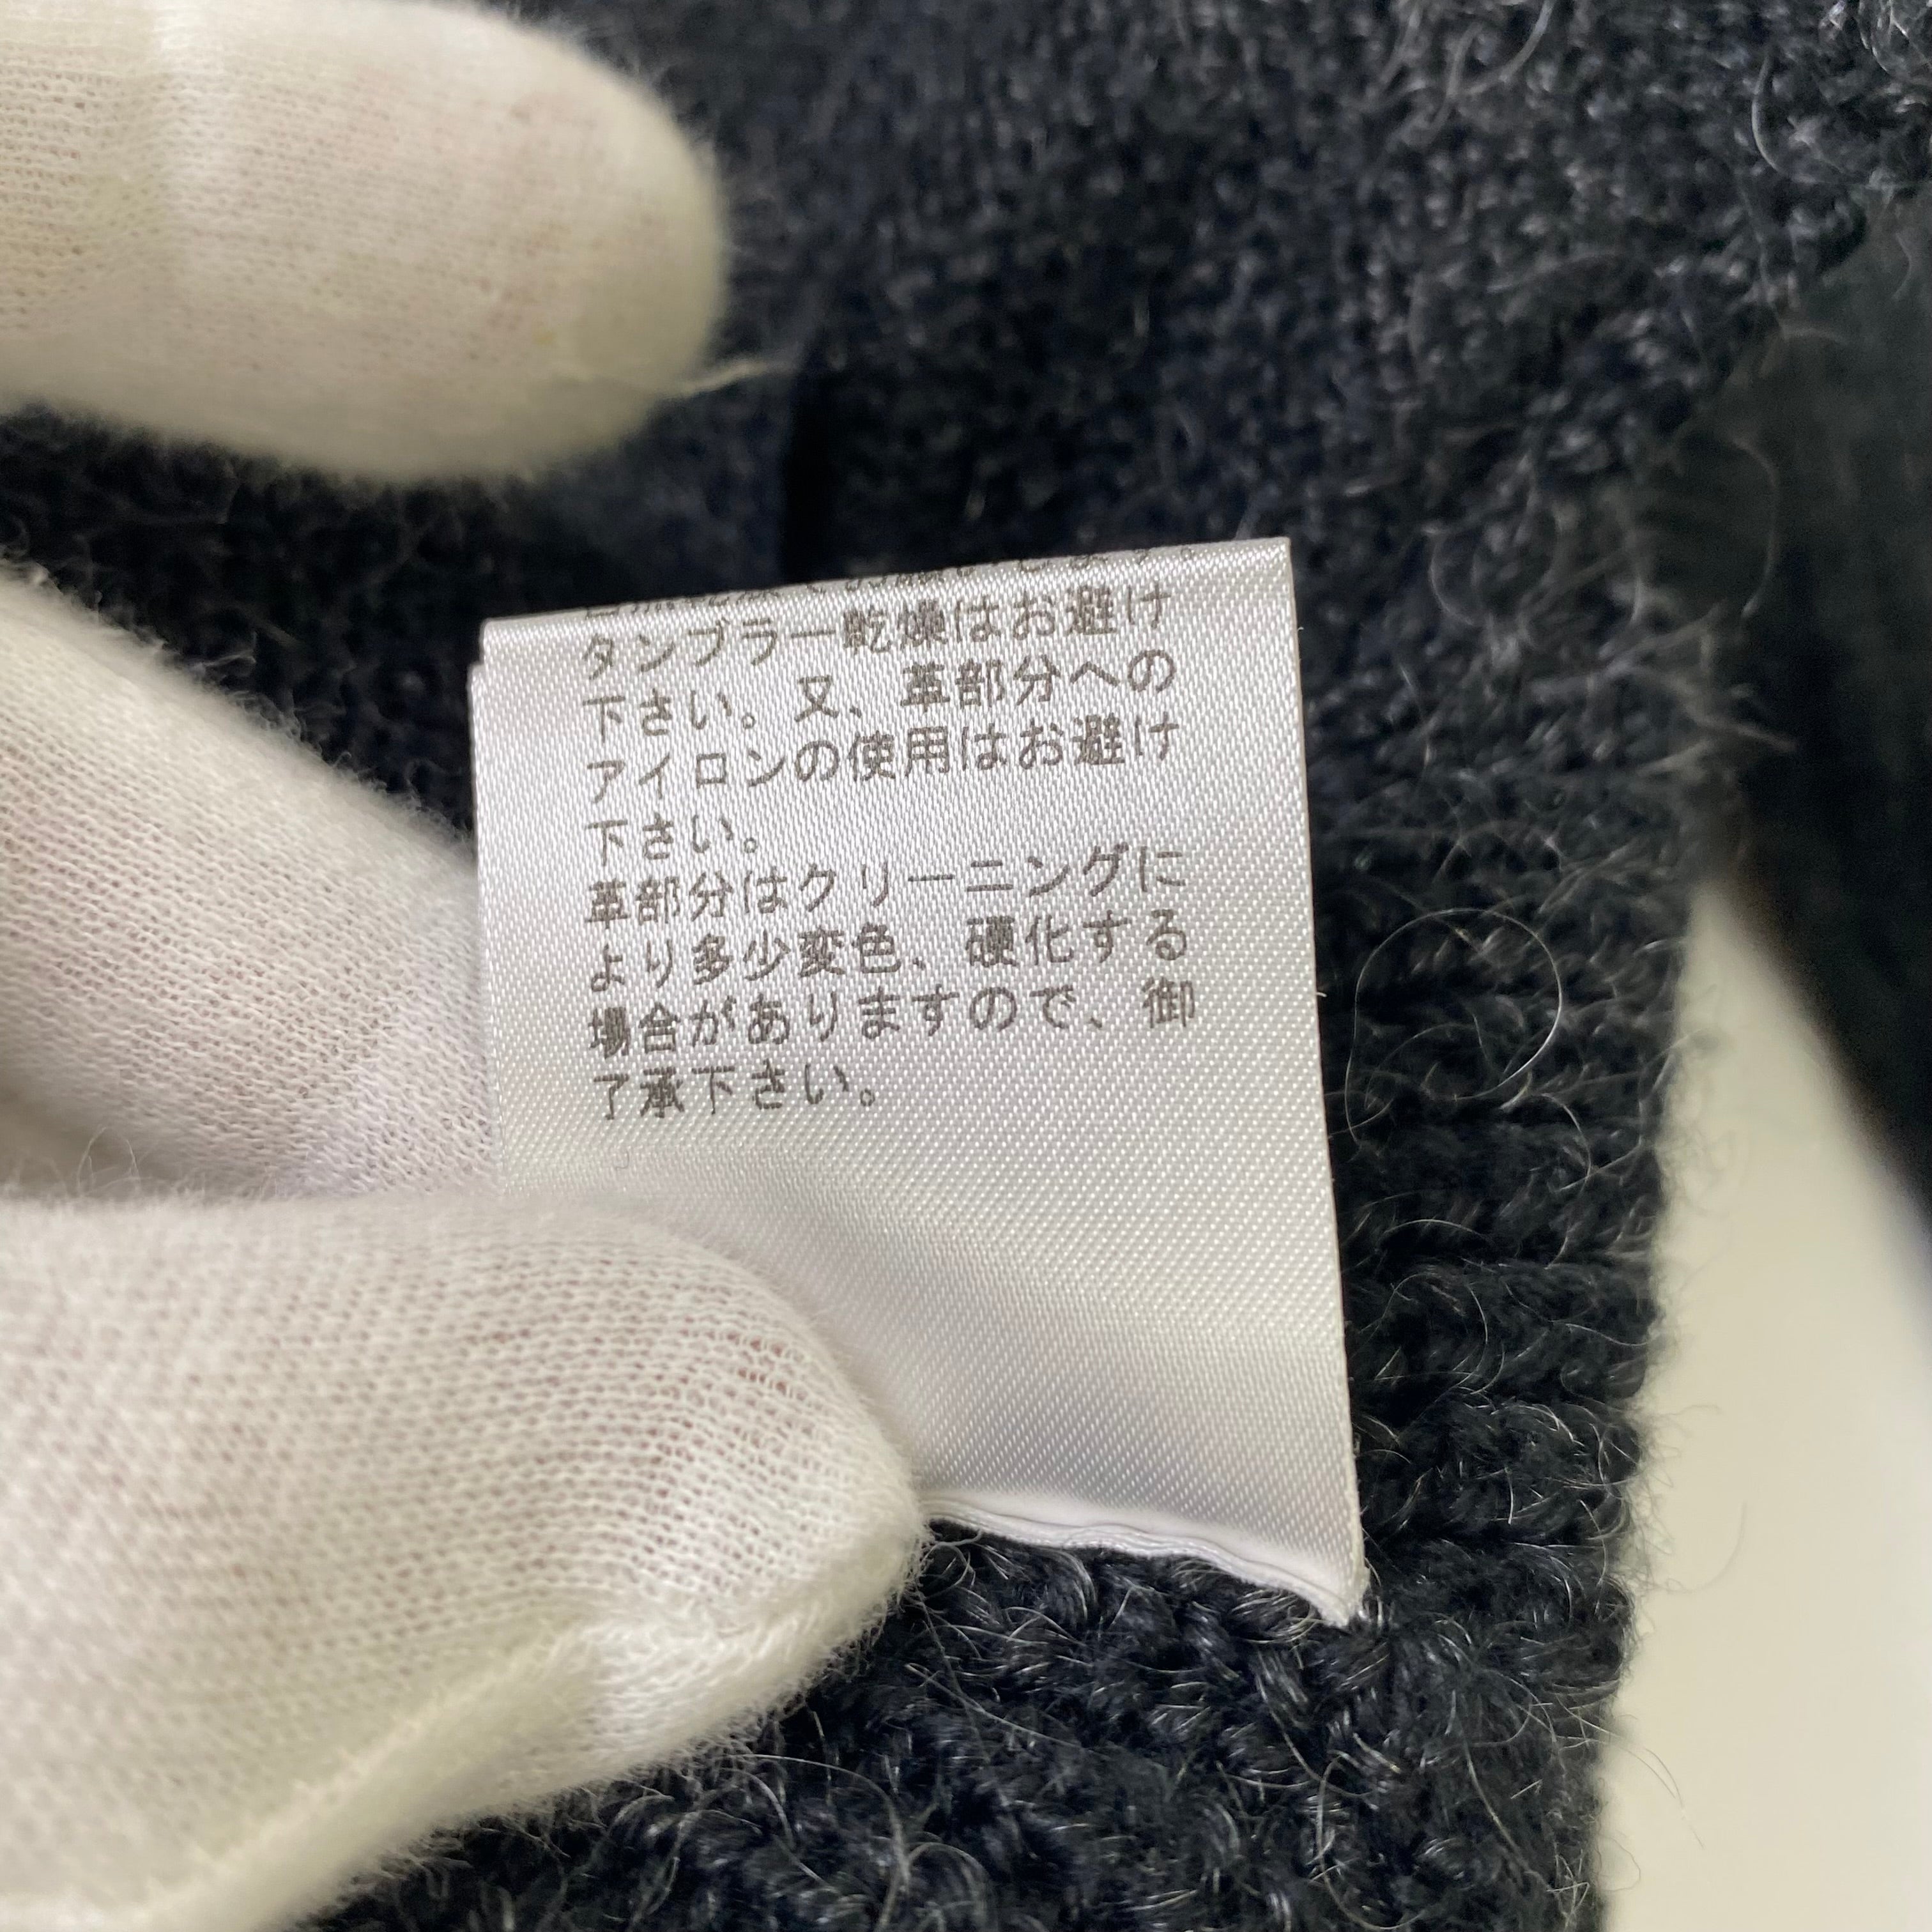 タンブラー乾燥はお避け
下さい。又、革部分への
アイロンの使用はお避け
下さい。
革部分はクリーニングに
より多少変色、硬化する
場合がありますので、御
了承下さい。